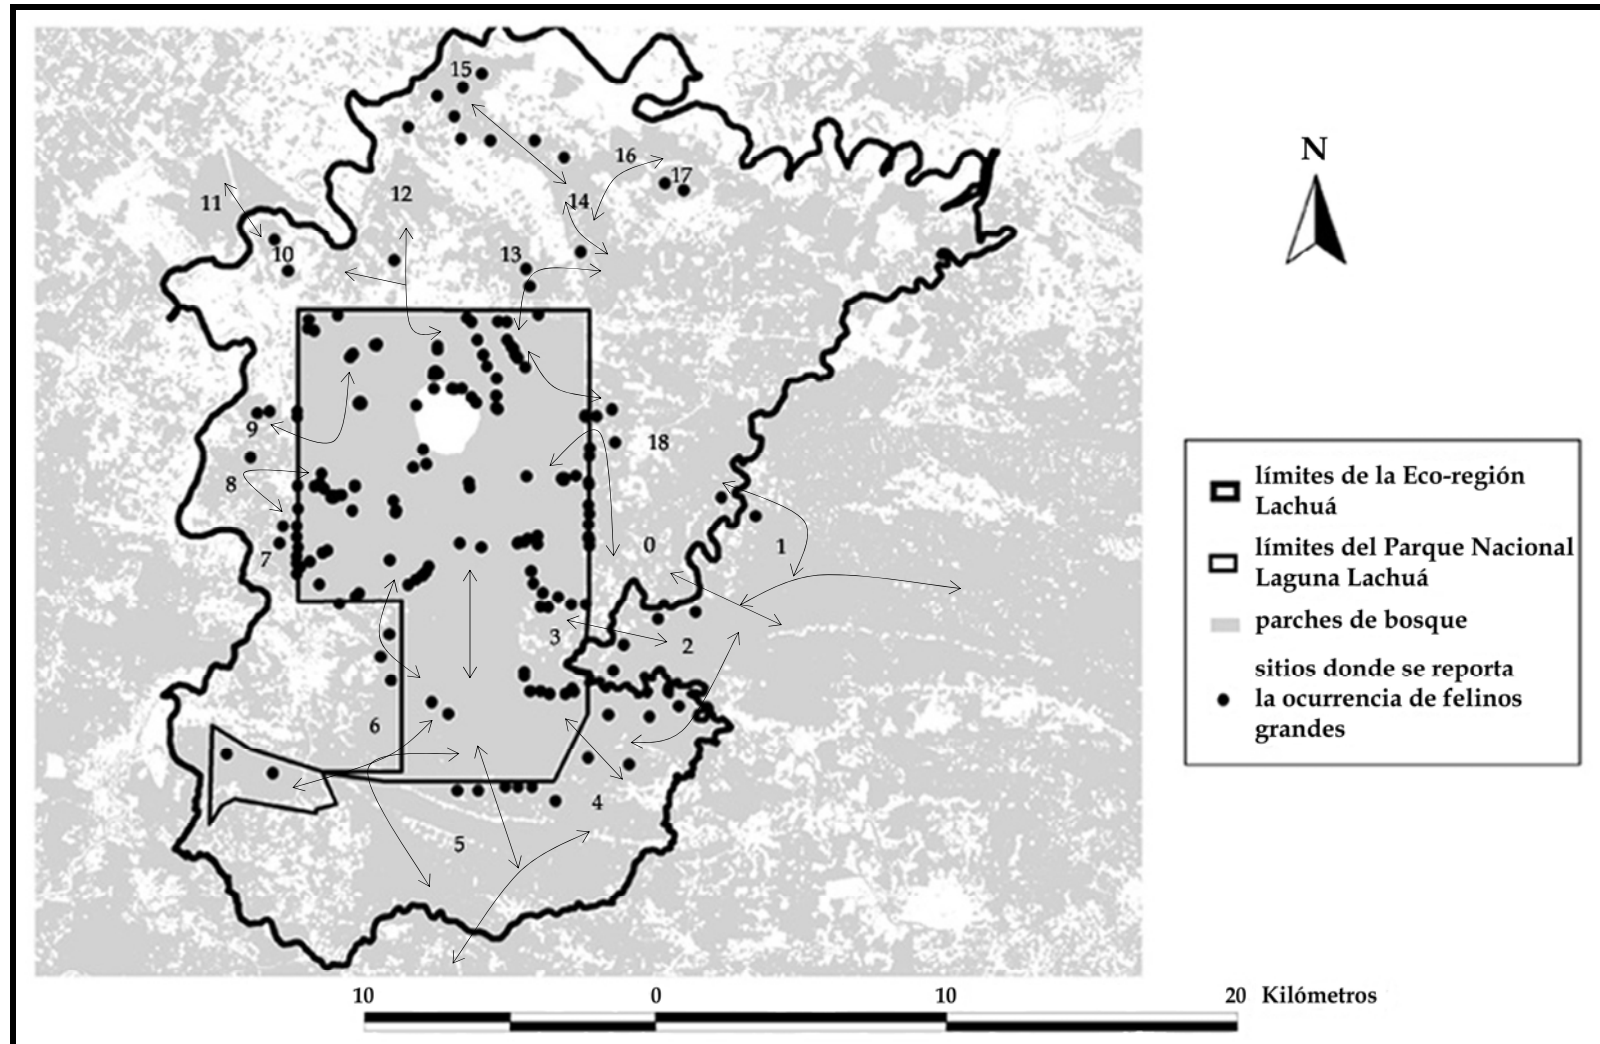 15
16
17
12
14
11
10
13
N
9
18
8
7
0
1
3
2
6
4
5
límites de la Eco-región
Lachuá
límites del Parque Nacional
Laguna Lachuá
parches de bosque
sitios donde se reporta
la ocurrencia de felinos
grandes
10 0 10 20 Kilómetros